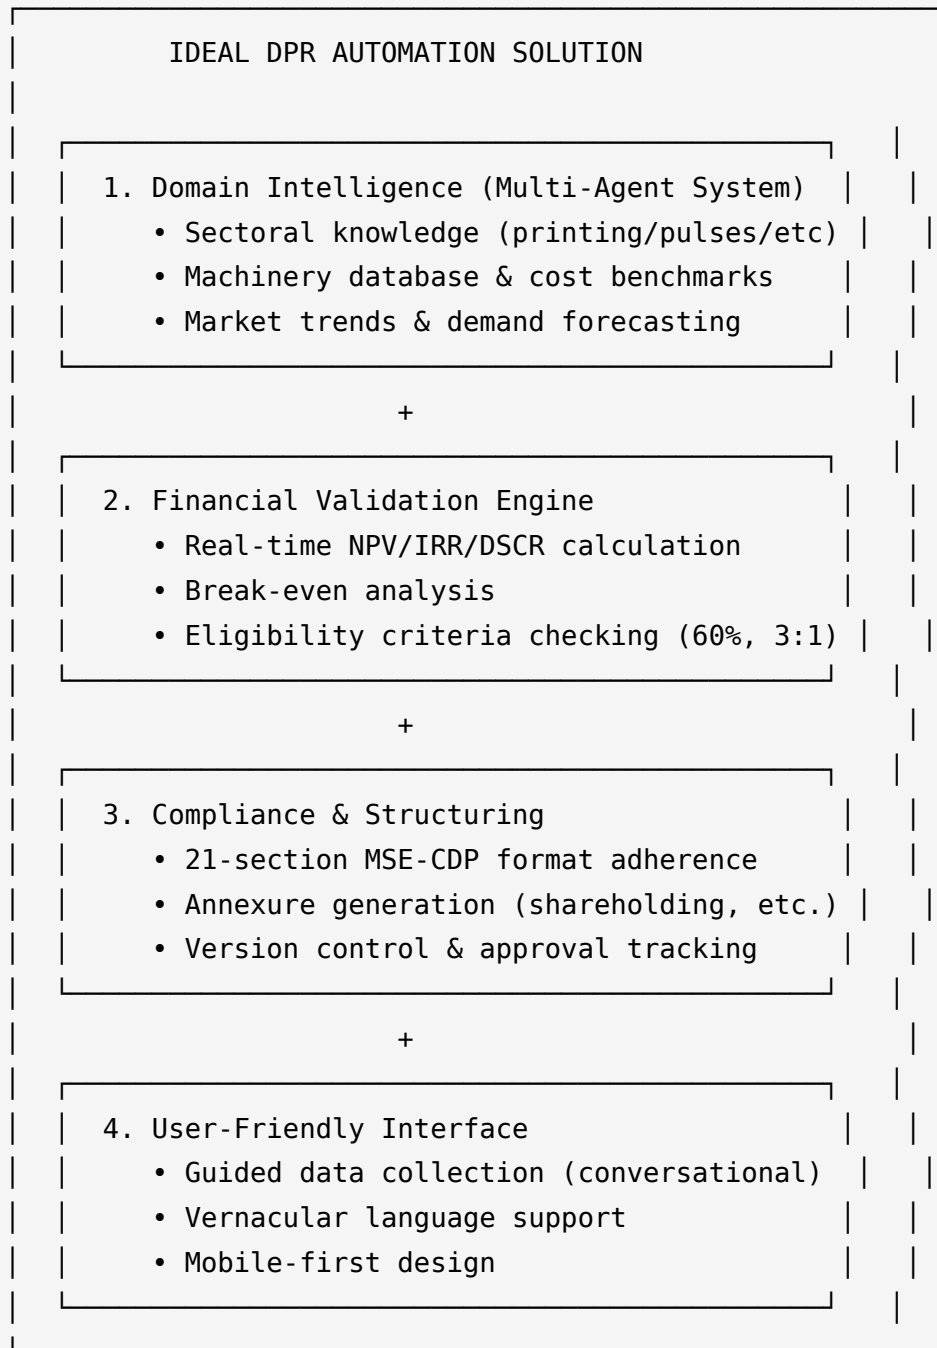 IDEAL DPR AUTOMATION SOLUTION
1. Domain Intelligence (Multi-Agent System)
• Sectoral knowledge (printing/pulses/etc)
• Machinery database & cost benchmarks
• Market trends & demand forecasting
+
2. Financial Validation Engine
• Real-time NPV/IRR/DSCR calculation
• Break-even analysis
• Eligibility criteria checking (60%, 3:1)
+
3. Compliance & Structuring
• 21-section MSE-CDP format adherence
• Annexure generation (shareholding, etc.)
• Version control & approval tracking
+
4. User-Friendly Interface
• Guided data collection (conversational)
• Vernacular language support
• Mobile-first design